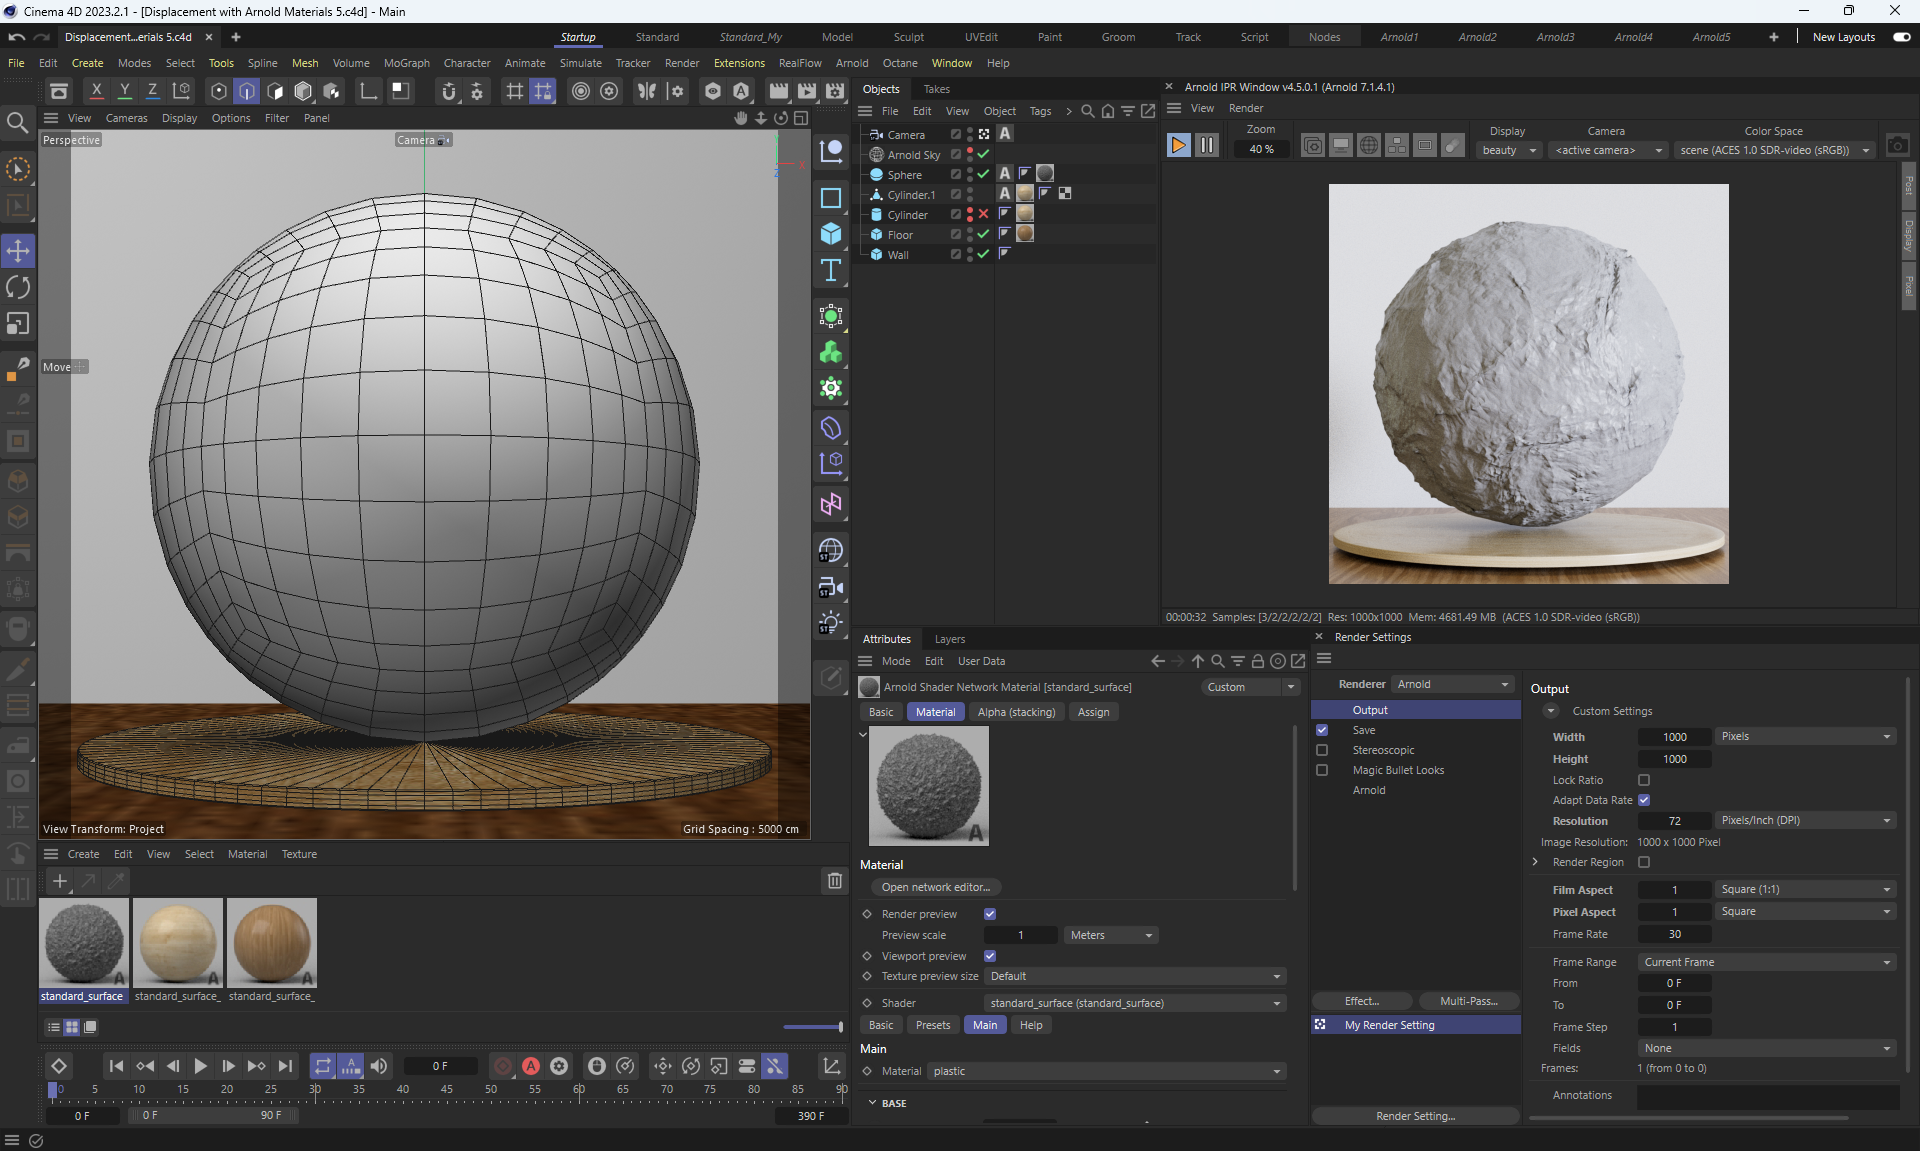 Cinema 4D 2023.2.1 - [Displacement with Arnold Materials 5.c4d] - Main
Displacement...erials 5.c4d
Startup Standard Standard_My Model Sculpt UVEdit Paint Groom Track Script Nodes Arnold1 Arnold2 Arnold3 Arnold4 Arnold5 New Layouts
File Edit Create Modes Select Tools Spline Mesh Volume MoGraph Character Animate Simulate Tracker Render Extensions RealFlow Arnold Octane Window Help
X Y Z
View Cameras Display Options Filter Panel
Perspective
Camera
Move
View Transform: Project
Grid Spacing : 5000 cm
Create Edit View Select Material Texture
standard_surface standard_surface_ standard_surface_
0 F
0 5 10 15 20 25 30 35 40 45 50 55 60 65 70 75 80 85 90
0 F 0 F 90 F 390 F
Objects Takes
File Edit View Object Tags
Camera
Arnold Sky
Sphere
Cylinder.1
Cylinder
Floor
Wall
Arnold IPR Window v4.5.0.1 (Arnold 7.1.4.1)
View Render
Zoom
40 %
Display
beauty
Camera
<active camera>
Color Space
scene (ACES 1.0 SDR-video (sRGB))
Post
Display
Pixel
00:00:32 Samples: [3/2/2/2/2/2] Res: 1000x1000 Mem: 4681.49 MB (ACES 1.0 SDR-video (sRGB))
Attributes Layers
Mode Edit User Data
Arnold Shader Network Material [standard_surface]
Custom
Basic Material Alpha (stacking) Assign
Material
Open network editor...
Render preview
Preview scale 1 Meters
Viewport preview
Texture preview size Default
Shader standard_surface (standard_surface)
Basic Presets Main Help
Main
Material plastic
BASE
Render Settings
Renderer Arnold
Output
Save
Stereoscopic
Magic Bullet Looks
Arnold
Effect... Multi-Pass...
My Render Setting
Render Setting...
Output
Custom Settings
Width 1000 Pixels
Height 1000
Lock Ratio
Adapt Data Rate
Resolution 72 Pixels/Inch (DPI)
Image Resolution: 1000 x 1000 Pixel
Render Region
Film Aspect 1 Square (1:1)
Pixel Aspect 1 Square
Frame Rate 30
Frame Range Current Frame
From 0 F
To 0 F
Frame Step 1
Fields None
Frames: 1 (from 0 to 0)
Annotations